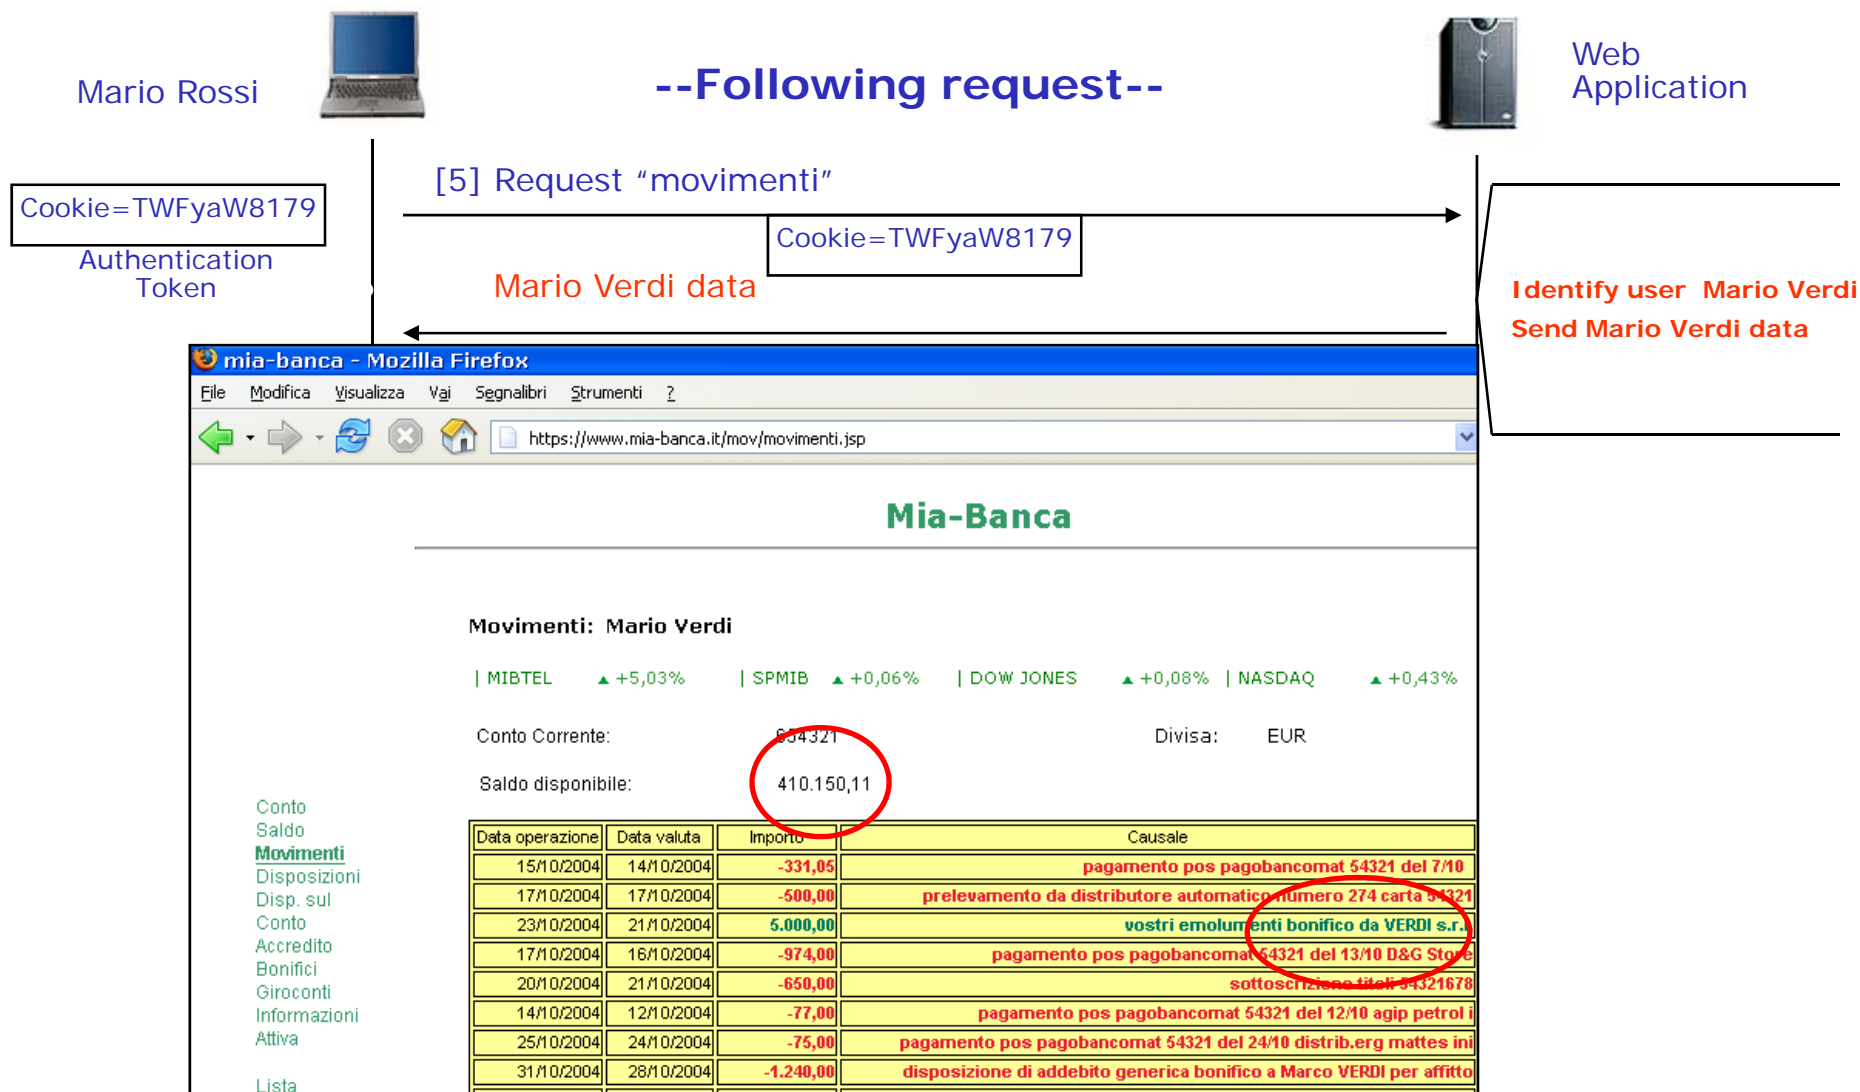 Mario Rossi
--Following request--
Web
Application
[5] Request “movimenti”
Cookie=TWFyaW8179
Authentication
Token
Cookie=TWFyaW8179
Mario Verdi data
Identify user Mario Verdi
Send Mario Verdi data
mia-banca - Mozilla Firefox
File Modifica Visualizza Vai Segnalibri Strumenti ?
https://www.mia-banca.it/mov/movimenti.jsp
Mia-Banca
Movimenti: Mario Verdi
| MIBTEL ▲ +5,03% | SPMIB ▲ +0,06% | DOW JONES ▲ +0,08% | NASDAQ ▲ +0,43%
Conto Corrente: 654321 Divisa: EUR
Saldo disponibile: 410.150,11
Conto
Saldo
Movimenti
Disposizioni
Disp. sul
Conto
Accredito
Bonifici
Giroconti
Informazioni
Attiva
Lista
Data operazione Data valuta Importo Causale
15/10/2004 14/10/2004 -331,05 pagamento pos pagobancomat 54321 del 7/10
17/10/2004 17/10/2004 -500,00 prelevamento da distributore automatico numero 274 carta 54321
23/10/2004 21/10/2004 5.000,00 vostri emolumenti bonifico da VERDI s.r.l
17/10/2004 16/10/2004 -974,00 pagamento pos pagobancomat 54321 del 13/10 D&G Store
20/10/2004 21/10/2004 -650,00 sottoscrizione titoli 54321678
14/10/2004 12/10/2004 -77,00 pagamento pos pagobancomat 54321 del 12/10 agip petrol i
25/10/2004 24/10/2004 -75,00 pagamento pos pagobancomat 54321 del 24/10 distrib.erg mattes ini
31/10/2004 28/10/2004 -1.240,00 disposizione di addebito generica bonifico a Marco VERDI per affitto